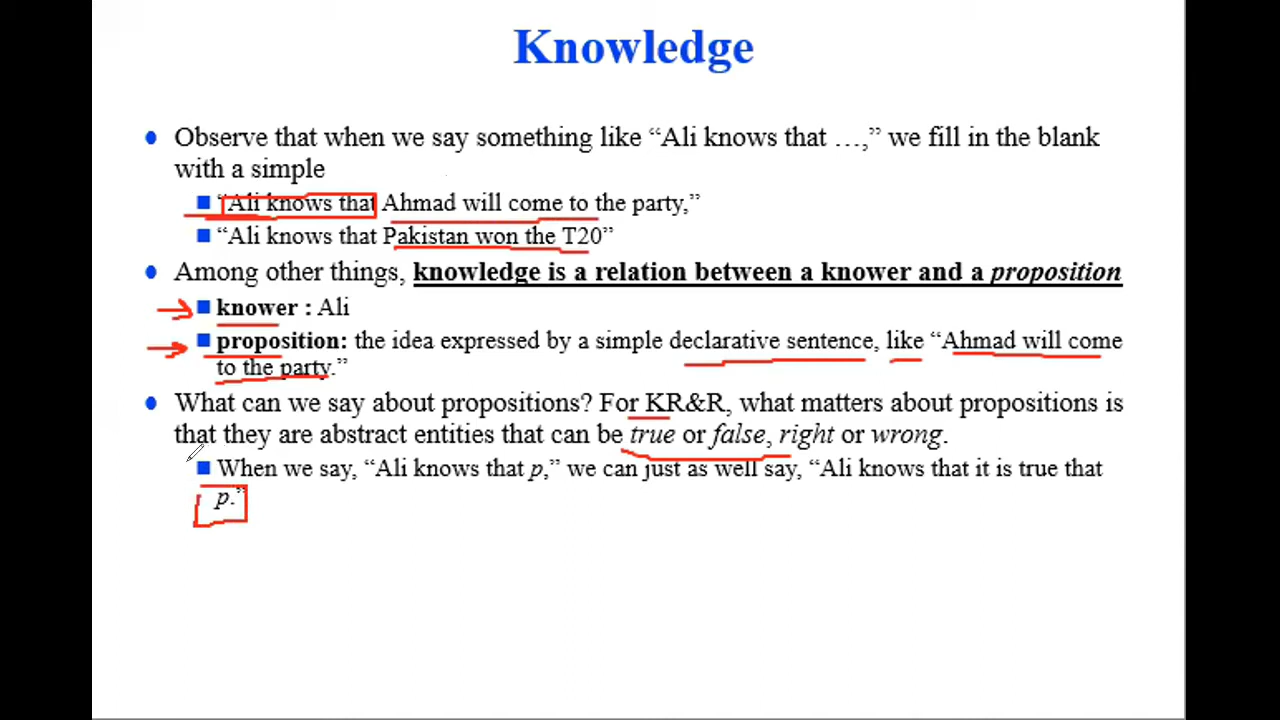 Knowledge
Observe that when we say something like “Ali knows that …,” we fill in the blank
with a simple
“Ali knows that Ahmad will come to the party,”
“Ali knows that Pakistan won the T20”
Among other things, knowledge is a relation between a knower and a proposition
knower : Ali
proposition: the idea expressed by a simple declarative sentence, like “Ahmad will come
to the party.”
What can we say about propositions? For KR&R, what matters about propositions is
that they are abstract entities that can be true or false, right or wrong.
When we say, “Ali knows that p,” we can just as well say, “Ali knows that it is true that
p.”